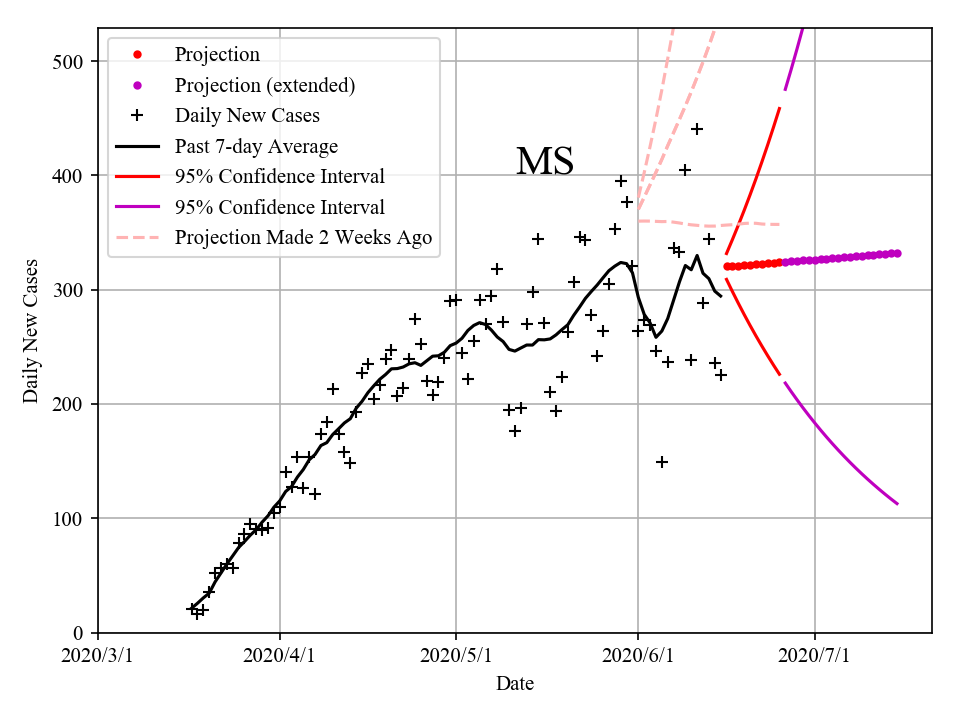 500
400
300
200
100
0
Daily New Cases
Projection
Projection (extended)
Daily New Cases
Past 7-day Average
95% Confidence Interval
95% Confidence Interval
Projection Made 2 Weeks Ago
MS
2020/3/1 2020/4/1 2020/5/1 2020/6/1 2020/7/1
Date